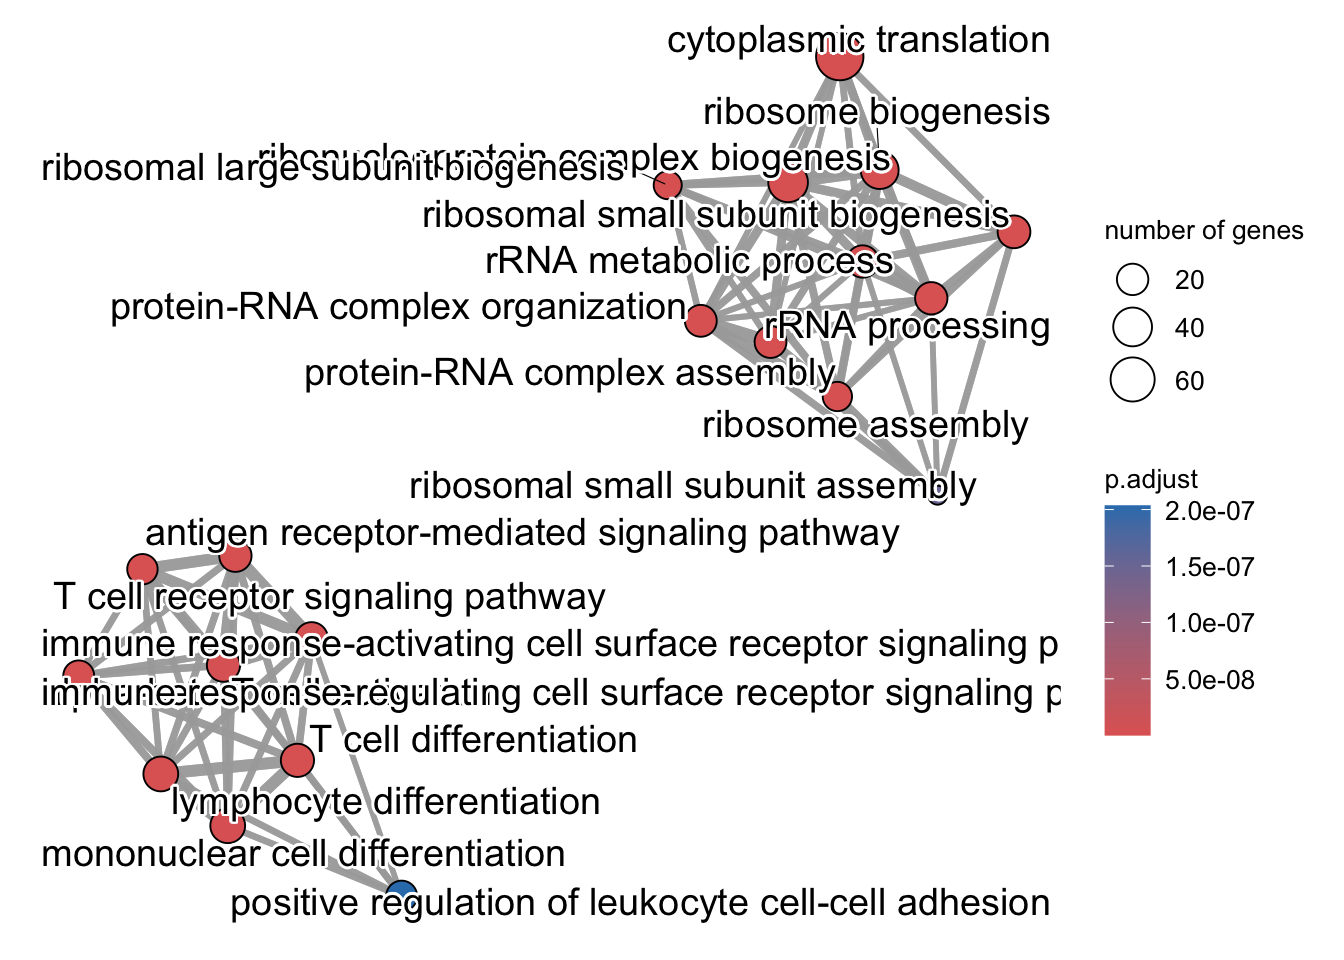 cytoplasmic translation
ribosome biogenesis
ribonucleoprotein complex biogenesis
ribosomal large subunit biogenesis
ribosomal small subunit biogenesis
rRNA metabolic process
protein-RNA complex organization
rRNA processing
protein-RNA complex assembly
ribosome assembly
ribosomal small subunit assembly
antigen receptor-mediated signaling pathway
T cell receptor signaling pathway
immune response-activating cell surface receptor signaling p
immune response-regulating cell surface receptor signaling p
T cell differentiation
lymphocyte differentiation
mononuclear cell differentiation
positive regulation of leukocyte cell-cell adhesion
number of genes
20
40
60
p.adjust
2.0e-07
1.5e-07
1.0e-07
5.0e-08